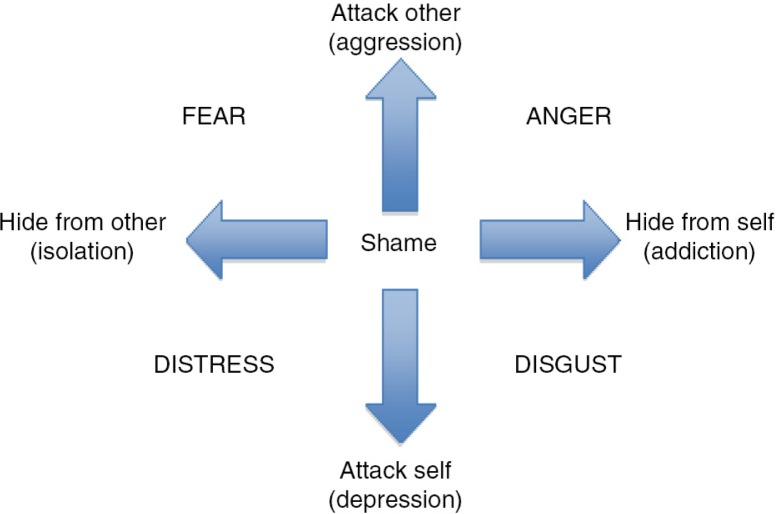 Attack other
(aggression)
FEAR
ANGER
Hide from other
(isolation)
Shame
Hide from self
(addiction)
DISTRESS
DISGUST
Attack self
(depression)